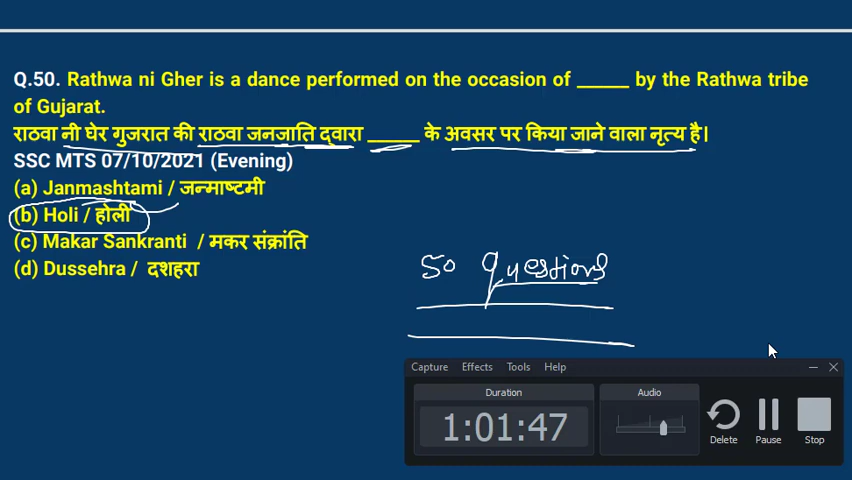 Q.50. Rathwa ni Gher is a dance performed on the occasion of _____ by the Rathwa tribe
of Gujarat.
राठवा नी घेर गुजरात की राठवा जनजाति द्वारा _____ के अवसर पर किया जाने वाला नृत्य है।
SSC MTS 07/10/2021 (Evening)
(a) Janmashtami / जन्माष्टमी
(b) Holi / होली
(c) Makar Sankranti / मकर संक्रांति
(d) Dussehra / दशहरा
50 questions
Capture Effects Tools Help
Duration Audio
1:01:47
Delete Pause Stop